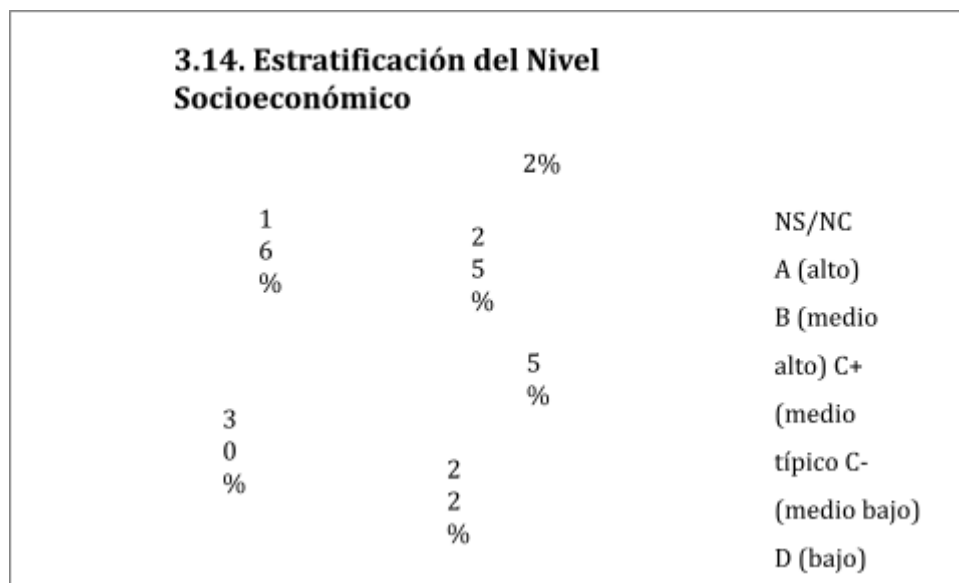 3.14. Estratificación del Nivel
Socioeconómico
2%
1
6
%
2
5
%
5
%
3
0
%
2
2
%
NS/NC
A (alto)
B (medio
alto) C+
(medio
típico C-
(medio bajo)
D (bajo)